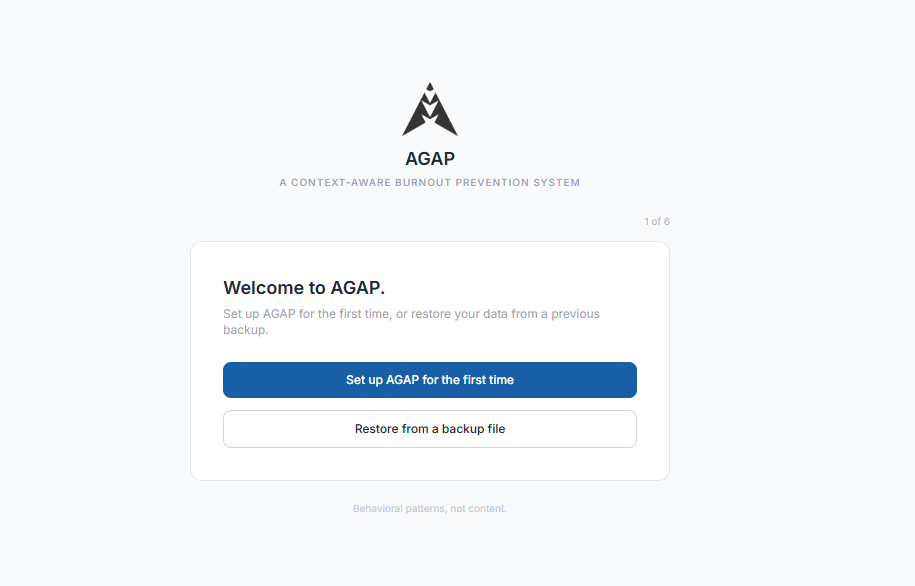 AGAP
A CONTEXT-AWARE BURNOUT PREVENTION SYSTEM
1 of 6
Welcome to AGAP.
Set up AGAP for the first time, or restore your data from a previous
backup.
Set up AGAP for the first time
Restore from a backup file
Behavioral patterns, not content.